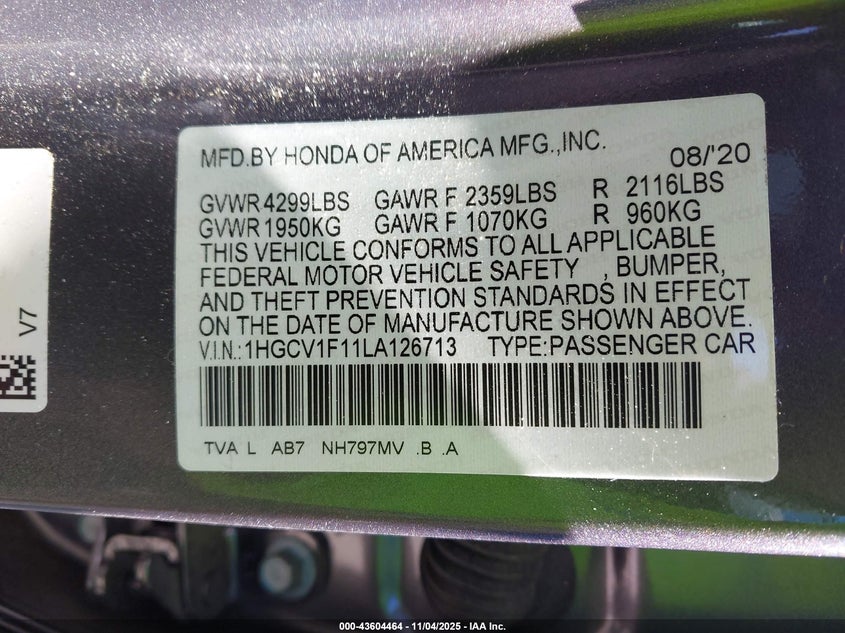 MFD.BY HONDA OF AMERICA MFG.,INC. 08/'20
GVWR 4299LBS GAWR F 2359LBS R 2116LBS
GVWR 1950KG GAWR F 1070KG R 960KG
THIS VEHICLE CONFORMS TO ALL APPLICABLE
FEDERAL MOTOR VEHICLE SAFETY , BUMPER,
AND THEFT PREVENTION STANDARDS IN EFFECT
ON THE DATE OF MANUFACTURE SHOWN ABOVE.
V.I.N.:1HGCV1F11LA126713 TYPE:PASSENGER CAR
TVA L AB7 NH797MV .B .A
V7
000-43604464 - 11/04/2025 - IAA Inc.